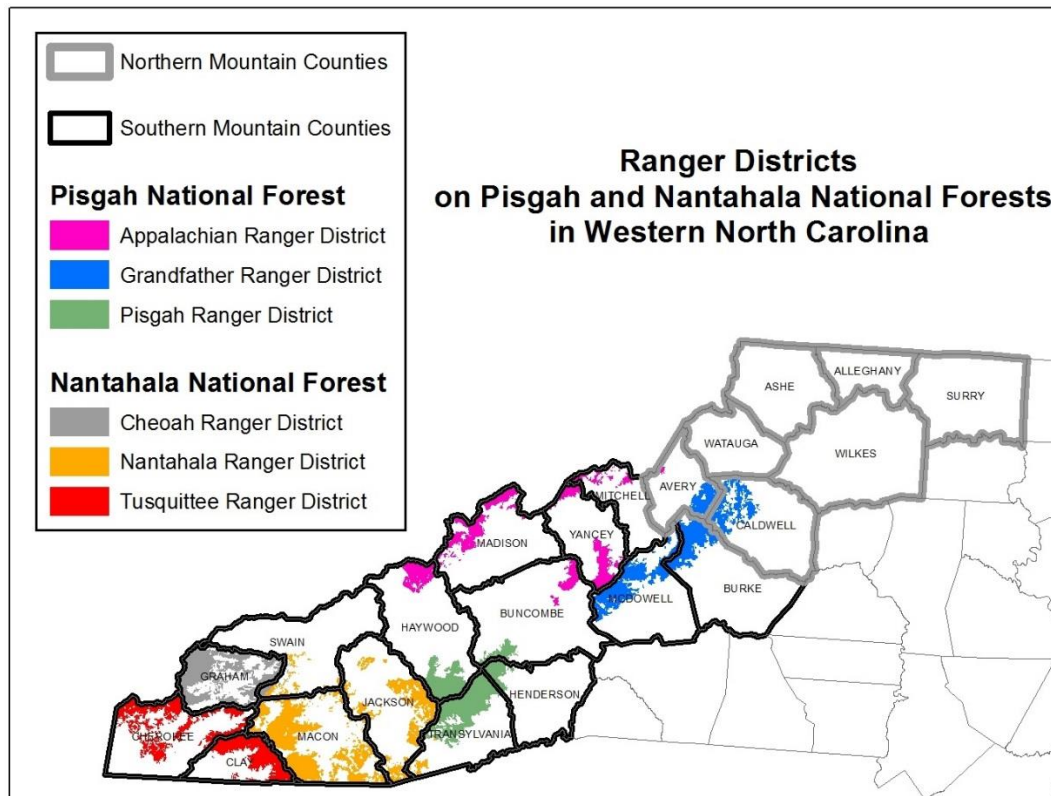 Northern Mountain Counties
Southern Mountain Counties
Pisgah National Forest
Appalachian Ranger District
Grandfather Ranger District
Pisgah Ranger District
Nantahala National Forest
Cheoah Ranger District
Nantahala Ranger District
Tusquittee Ranger District
Ranger Districts
on Pisgah and Nantahala National Forests
in Western North Carolina
ALLEGHANY
ASHE
SURRY
WATAUGA
WILKES
AVERY
MITCHELL
CALDWELL
YANCEY
MADISON
BURKE
MCDOWELL
BUNCOMBE
HAYWOOD
SWAIN
GRAHAM
HENDERSON
JACKSON
TRANSYLVANIA
CHEROKEE
MACON
CLAY